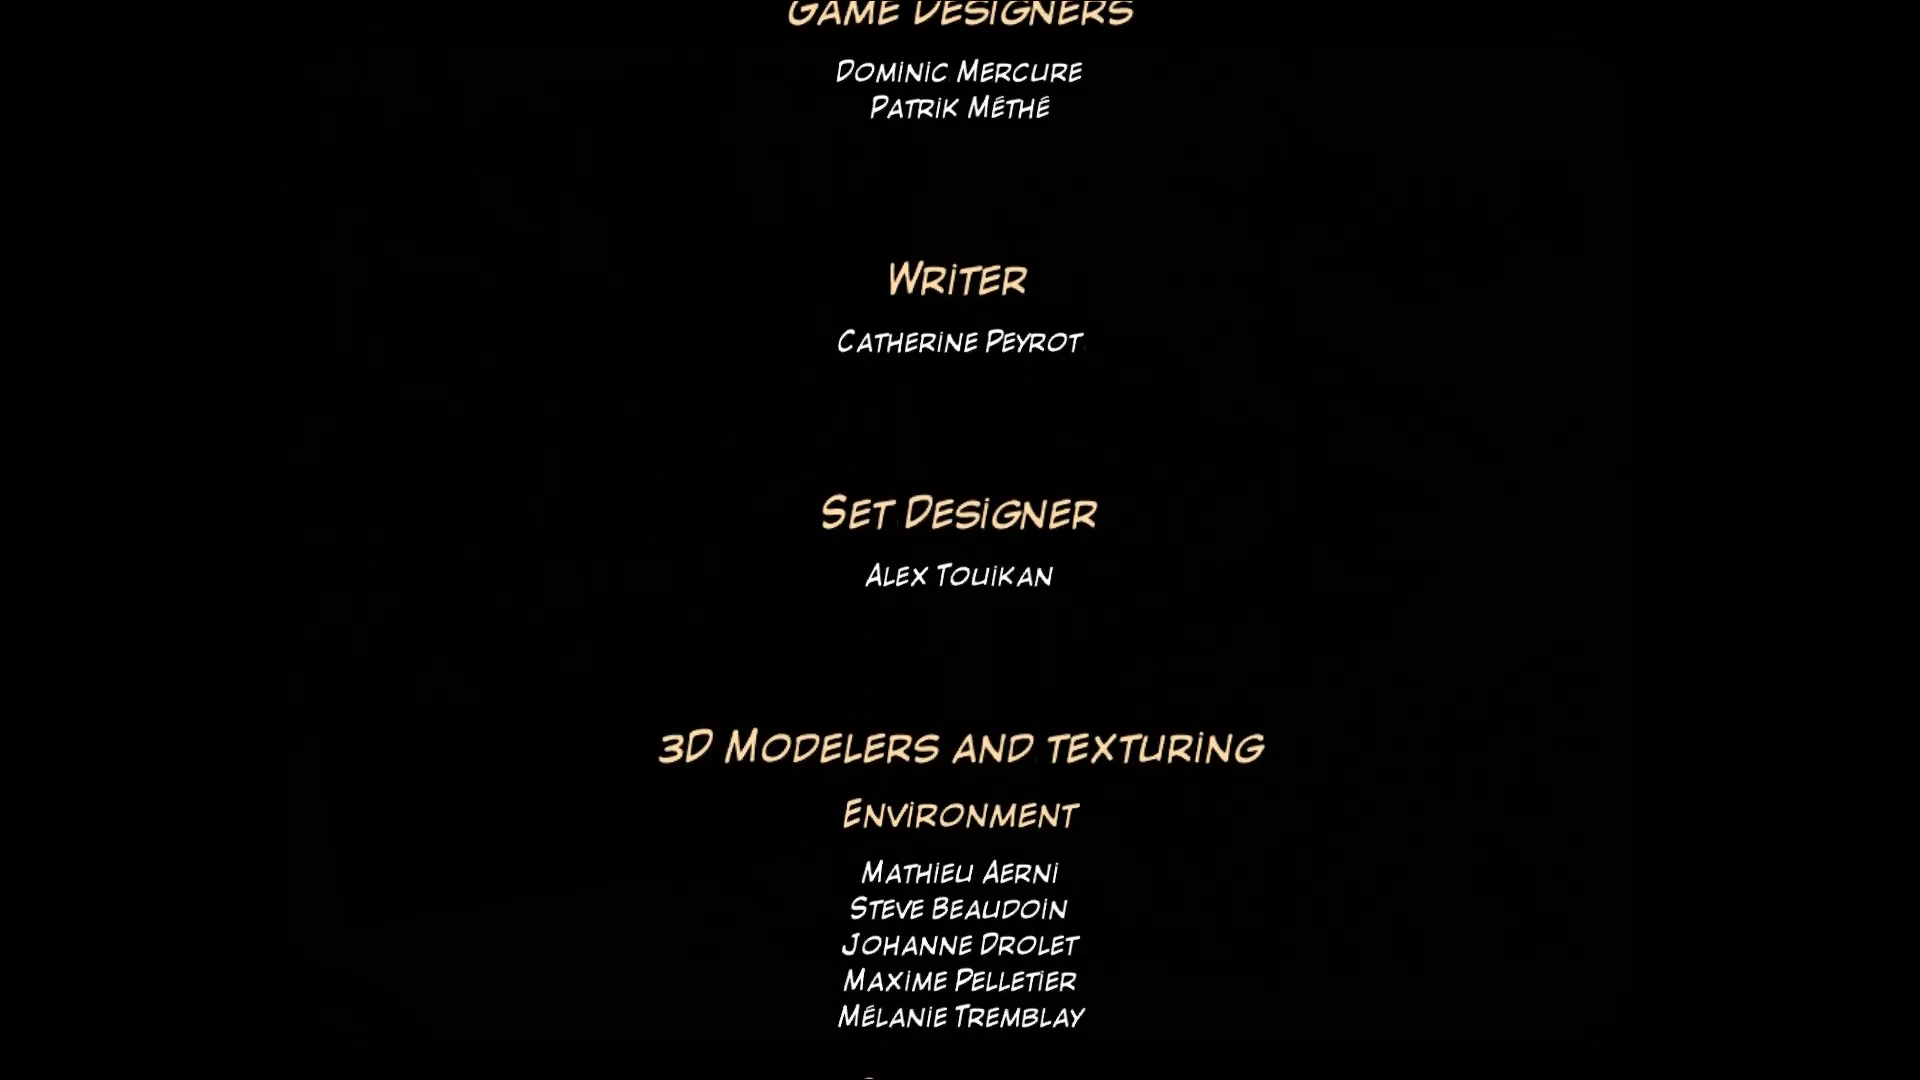 Game Designers
Dominic Mercure
Patrik Méthé
Writer
Catherine Peyrot
Set Designer
Alex Touikan
3D Modelers and texturing
Environment
Mathieu Aerni
Steve Beaudoin
Johanne Drolet
Maxime Pelletier
Mélanie Tremblay